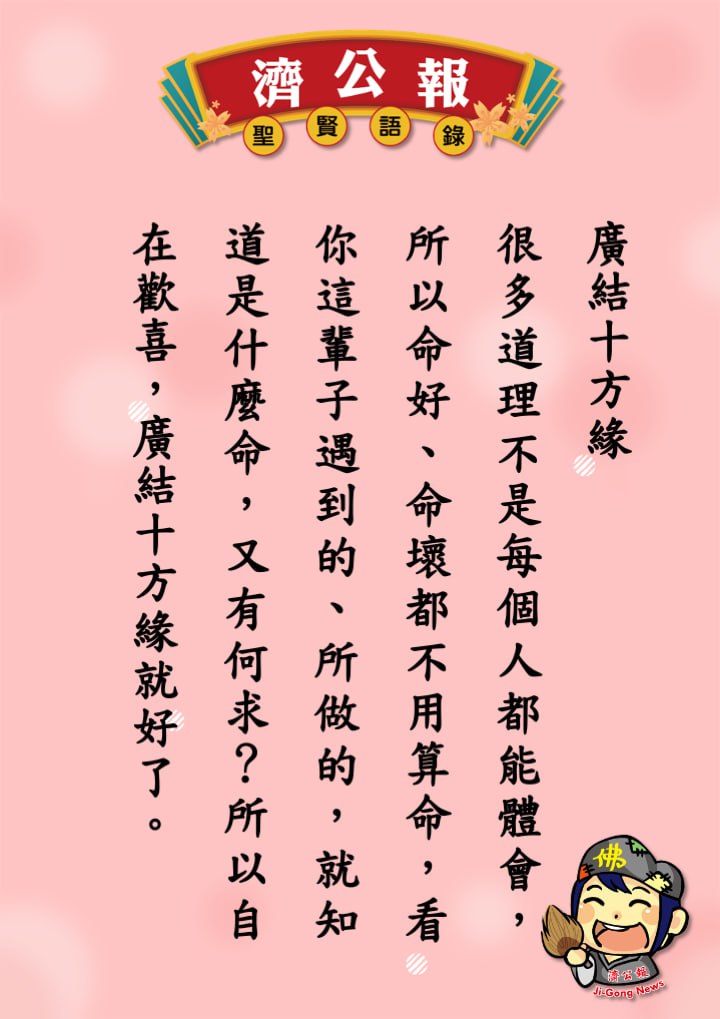 濟公報
聖賢語錄
廣結十方緣
很多道理不是每個人都能體會，
所以命好、命壞都不用算命，看
你這輩子遇到的、所做的，就知
道是什麼命，又有何求？所以自
在歡喜，廣結十方緣就好了。
佛
濟公報
Ji-Gong News